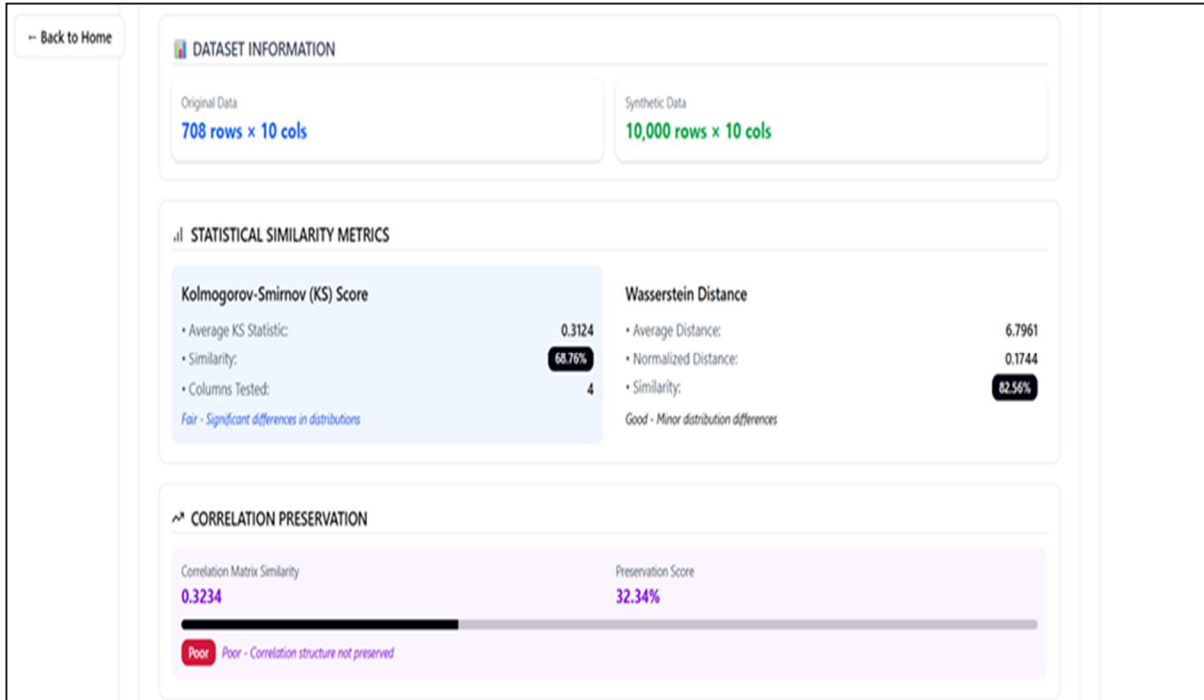 ← Back to Home
DATASET INFORMATION
Original Data
708 rows × 10 cols
Synthetic Data
10,000 rows × 10 cols
STATISTICAL SIMILARITY METRICS
Kolmogorov-Smirnov (KS) Score
• Average KS Statistic: 0.3124
• Similarity: 68.76%
• Columns Tested: 4
Fair - Significant differences in distributions
Wasserstein Distance
• Average Distance: 6.7961
• Normalized Distance: 0.1744
• Similarity: 82.56%
Good - Minor distribution differences
CORRELATION PRESERVATION
Correlation Matrix Similarity
0.3234
Preservation Score
32.34%
Poor Poor - Correlation structure not preserved